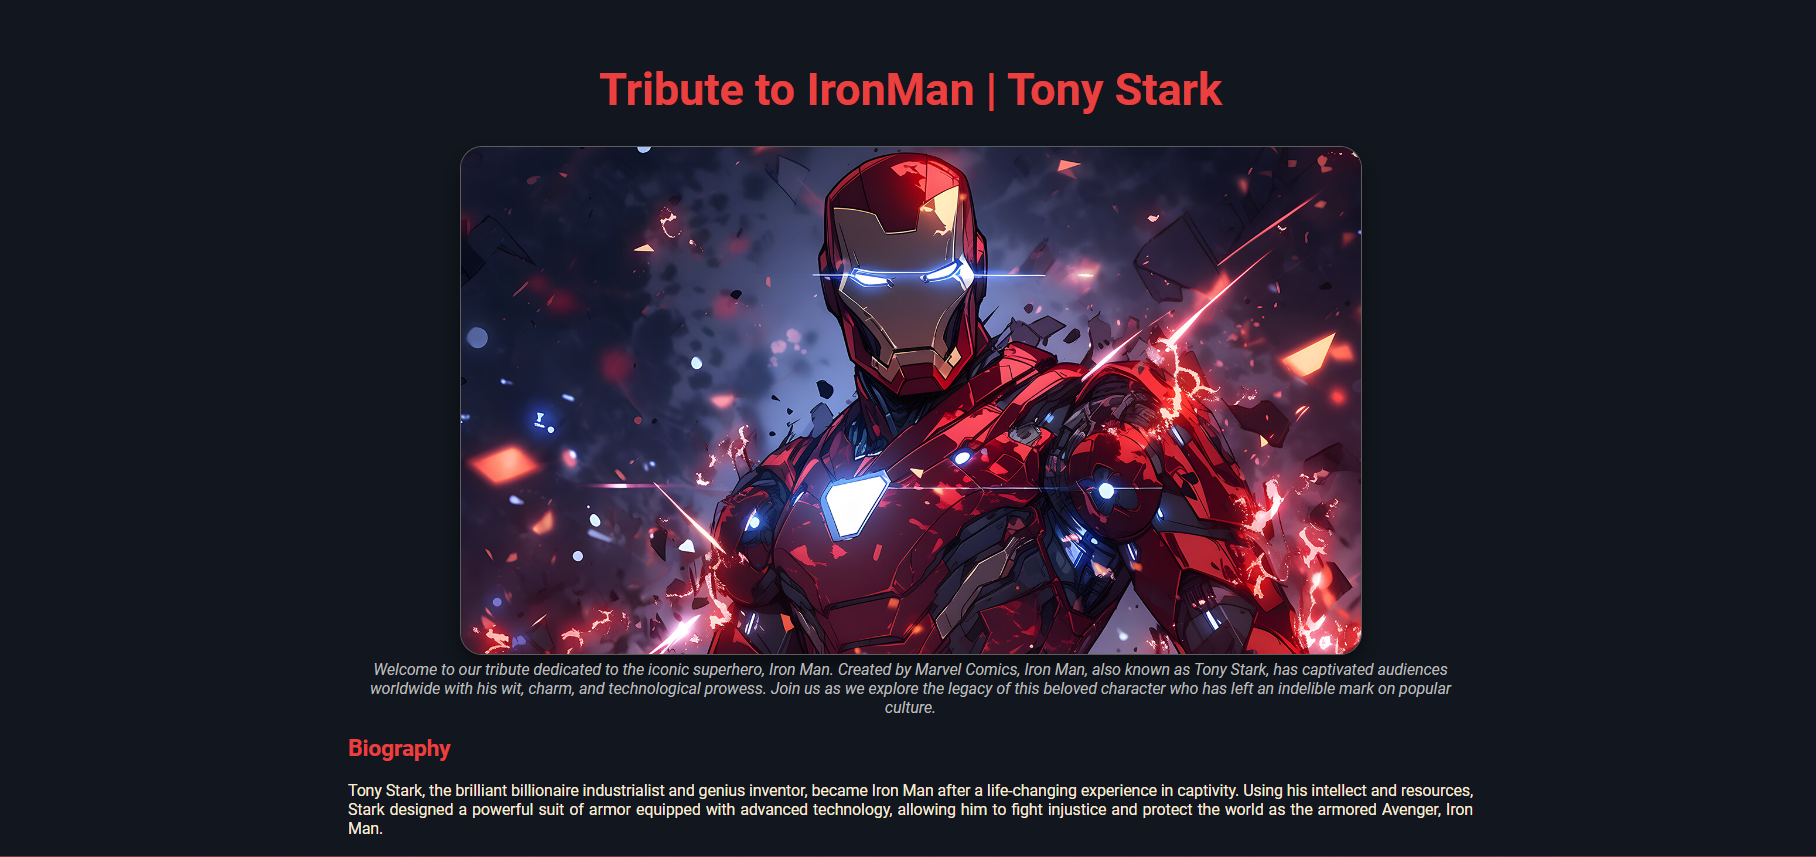 Tribute to IronMan | Tony Stark
Welcome to our tribute dedicated to the iconic superhero, Iron Man. Created by Marvel Comics, Iron Man, also known as Tony Stark, has captivated audiences
worldwide with his wit, charm, and technological prowess. Join us as we explore the legacy of this beloved character who has left an indelible mark on popular
culture.
Biography
Tony Stark, the brilliant billionaire industrialist and genius inventor, became Iron Man after a life-changing experience in captivity. Using his intellect and resources,
Stark designed a powerful suit of armor equipped with advanced technology, allowing him to fight injustice and protect the world as the armored Avenger, Iron
Man.